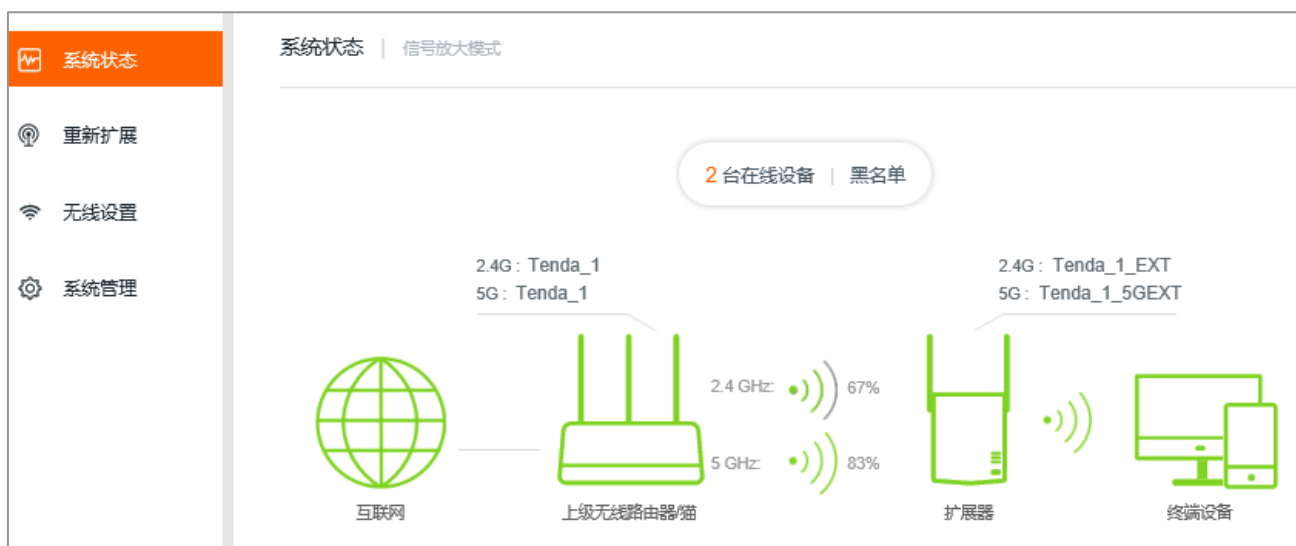 系统状态
重新扩展
无线设置
系统管理
系统状态 | 信号放大模式
2 台在线设备 | 黑名单
2.4G : Tenda_1
5G : Tenda_1
2.4G : Tenda_1_EXT
5G : Tenda_1_5GEXT
2.4 GHz: 67%
5 GHz: 83%
互联网
上级无线路由器/猫
扩展器
终端设备